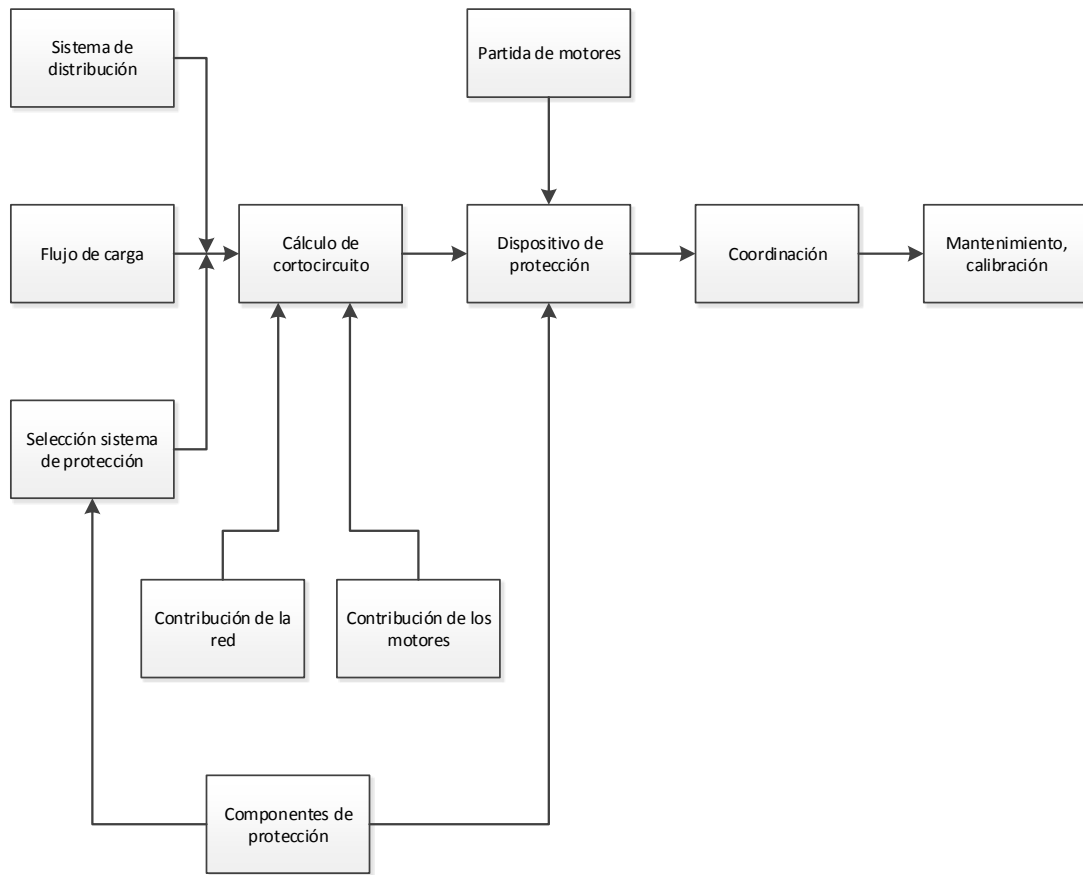 Sistema de
distribución
Partida de motores
Flujo de carga
Cálculo de
cortocircuito
Dispositivo de
protección
Coordinación
Mantenimiento,
calibración
Selección sistema
de protección
Contribución de la
red
Contribución de los
motores
Componentes de
protección